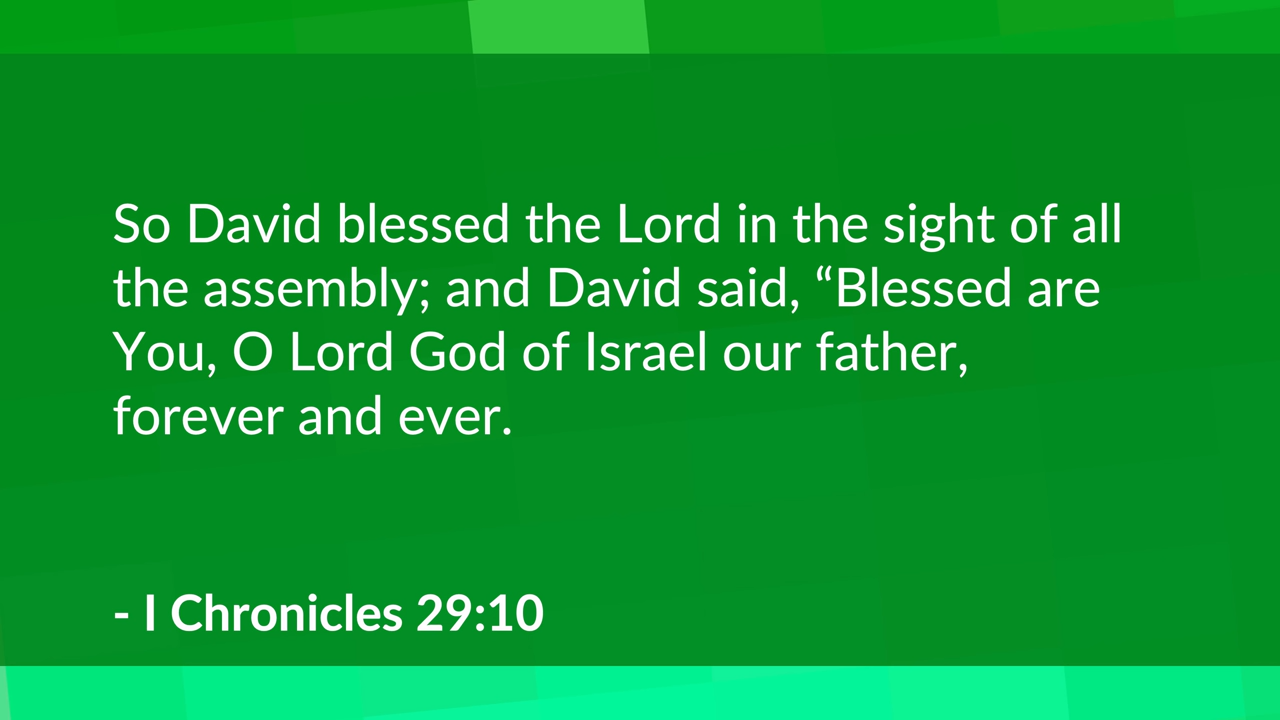 So David blessed the Lord in the sight of all
the assembly; and David said, “Blessed are
You, O Lord God of Israel our father,
forever and ever.
- I Chronicles 29:10